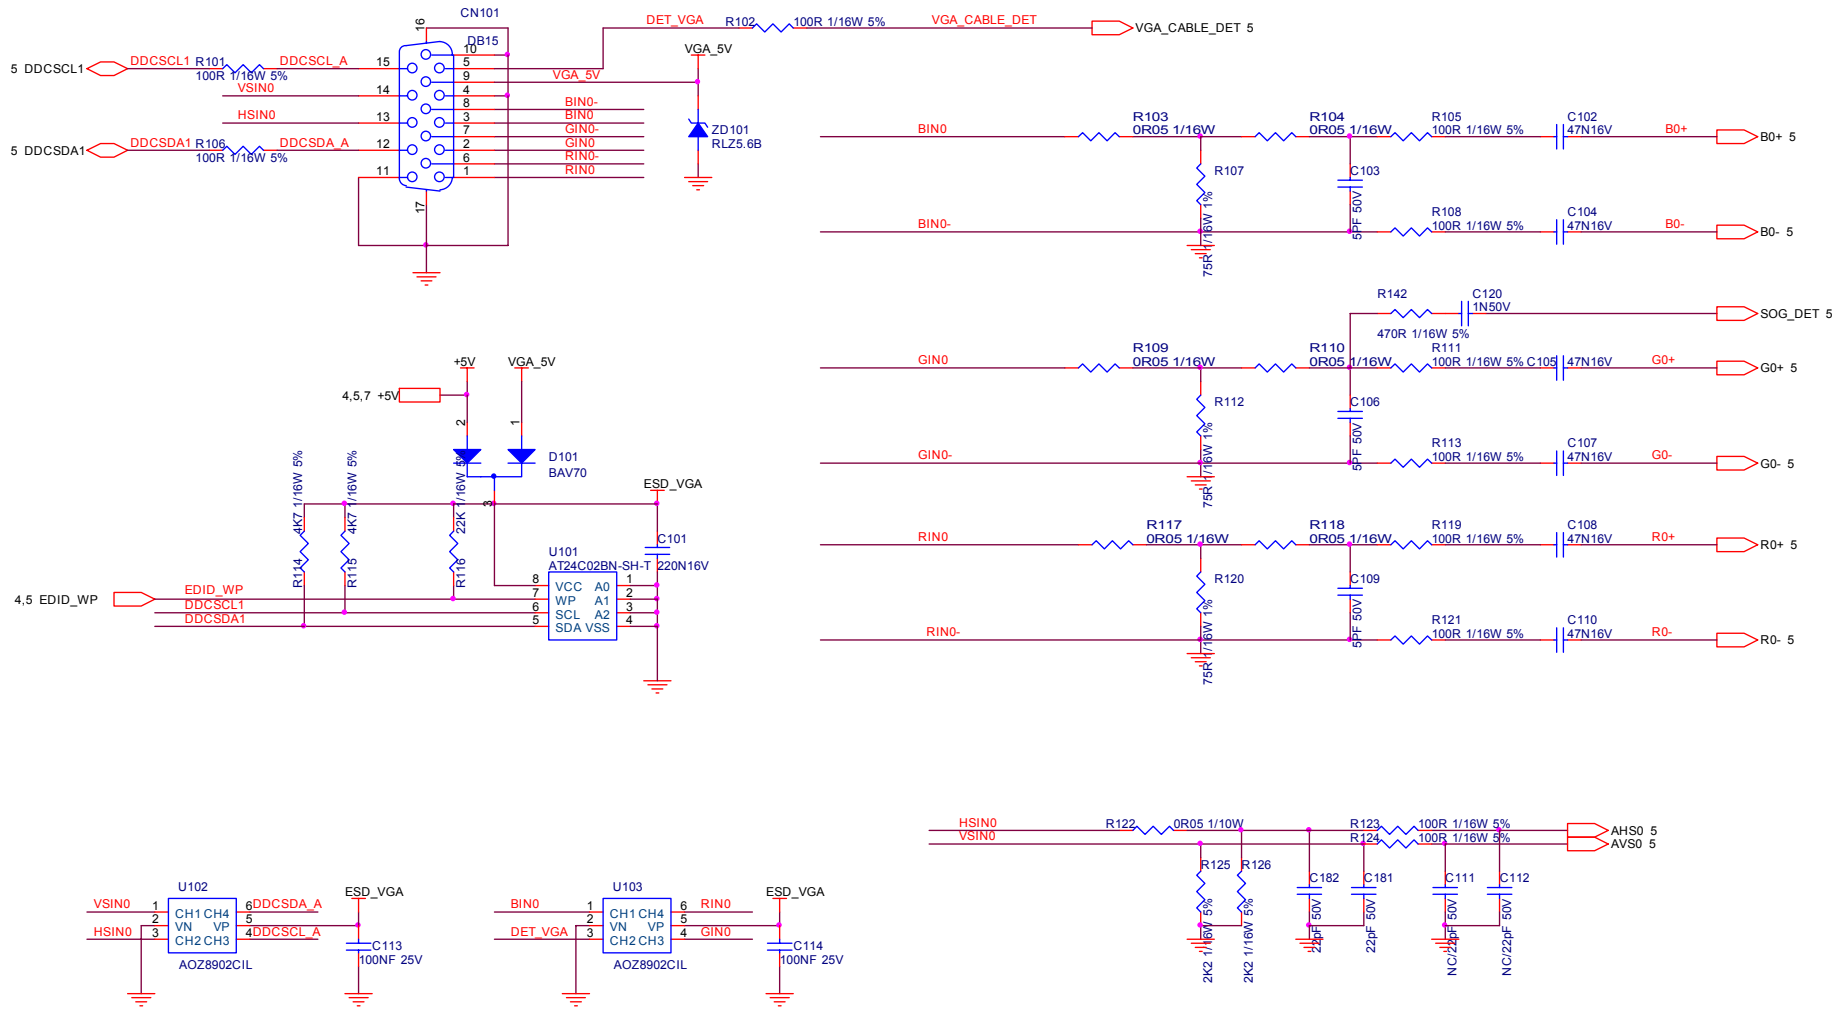 CN101
DB15
16
17
5 DDCSCL1
DDCSCL1
R101
100R 1/16W 5%
DDCSCL_A
15
VSIN0
14
HSIN0
13
5 DDCSDA1
DDCSDA1
R106
100R 1/16W 5%
DDCSDA_A
12
11
10
5
9
4
8
3
7
2
6
1
VGA_5V
BIN0-
BIN0
GIN0-
GIN0
RIN0-
RIN0
DET_VGA
R102
100R 1/16W 5%
VGA_CABLE_DET
VGA_CABLE_DET 5
VGA_5V
ZD101
RLZ5.6B
BIN0
R103
0R05 1/16W
R104
0R05 1/16W
R105
100R 1/16W 5%
C102
47N16V
B0+
B0+ 5
R107
75R 1/16W 1%
C103
5PF 50V
BIN0-
R108
100R 1/16W 5%
C104
47N16V
B0-
B0- 5
R142
470R 1/16W 5%
C120
1N50V
SOG_DET 5
GIN0
R109
0R05 1/16W
R110
0R05 1/16W
R111
100R 1/16W 5%
C105
47N16V
G0+
G0+ 5
R112
75R 1/16W 1%
C106
5PF 50V
GIN0-
R113
100R 1/16W 5%
C107
47N16V
G0-
G0- 5
RIN0
R117
0R05 1/16W
R118
0R05 1/16W
R119
100R 1/16W 5%
C108
47N16V
R0+
R0+ 5
R120
75R 1/16W 1%
C109
5PF 50V
RIN0-
R121
100R 1/16W 5%
C110
47N16V
R0-
R0- 5
+5V
VGA_5V
4,5,7 +5V
2
1
3
D101
BAV70
R114
4K7 1/16W 5%
R115
4K7 1/16W 5%
R116
22K 1/16W 5%
ESD_VGA
C101
220N16V
U101
AT24C02BN-SH-T
8 VCC A0 1
7 WP A1 2
6 SCL A2 3
5 SDA VSS 4
4,5 EDID_WP
EDID_WP
DDCSCL1
DDCSDA1
HSIN0
VSIN0
R122
0R05 1/10W
R123
100R 1/16W 5%
R124
100R 1/16W 5%
AHS0 5
AVS0 5
R125
2K2 1/16W 5%
R126
2K2 1/16W 5%
C182
22pF 50V
C181
22pF 50V
C111
NC/22pF 50V
C112
NC/22pF 50V
U102
VSIN0 1 CH1 CH4 6 DDCSDA_A
2 VN VP 5
HSIN0 3 CH2 CH3 4 DDCSCL_A
AOZ8902CIL
ESD_VGA
C113
100NF 25V
U103
BIN0 1 CH1 CH4 6 RIN0
2 VN VP 5
DET_VGA 3 CH2 CH3 4 GIN0
AOZ8902CIL
ESD_VGA
C114
100NF 25V